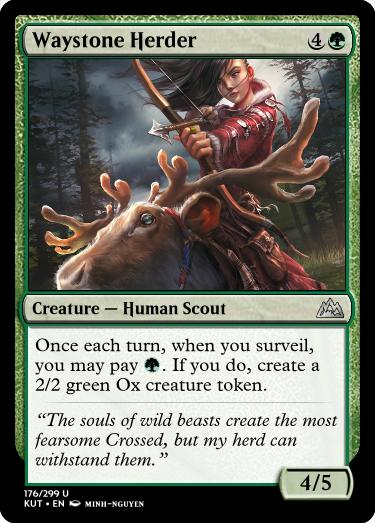 Waystone Herder 4
Creature — Human Scout
Once each turn, when you surveil,
you may pay . If you do, create a
2/2 green Ox creature token.
“The souls of wild beasts create the most
fearsome Crossed, but my herd can
withstand them.”
4/5
176/299 U
KUT • EN MINH-NGUYEN